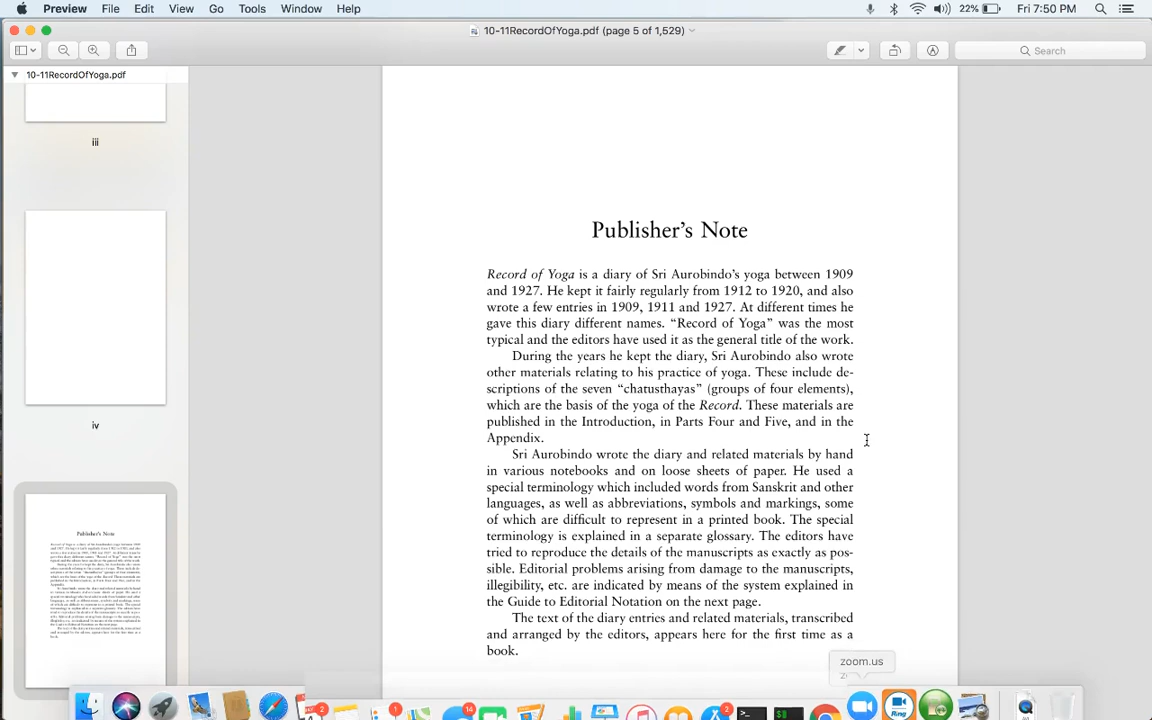 Preview File Edit View Go Tools Window Help 22% Fri 7:50 PM
10-11RecordOfYoga.pdf (page 5 of 1,529)
Search
10-11RecordOfYoga.pdf
iii
iv
Publisher's Note
Record of Yoga is a diary of Sri Aurobindo's yoga between 1909
and 1927. He kept it fairly regularly from 1912 to 1920, and also
wrote a few entries in 1909, 1911 and 1927. At different times he
gave this diary different names. "Record of Yoga" was the most
typical and the editors have used it as the general title of the work.
During the years he kept the diary, Sri Aurobindo also wrote
other materials relating to his practice of yoga. These include de-
scriptions of the seven "chatusthayas" (groups of four elements),
which are the basis of the yoga of the Record. These materials are
published in the Introduction, in Parts Four and Five, and in the
Appendix.
Sri Aurobindo wrote the diary and related materials by hand
in various notebooks and on loose sheets of paper. He used a
special terminology which included words from Sanskrit and other
languages, as well as abbreviations, symbols and markings, some
of which are difficult to represent in a printed book. The special
terminology is explained in a separate glossary. The editors have
tried to reproduce the details of the manuscripts as exactly as pos-
sible. Editorial problems arising from damage to the manuscripts,
illegibility, etc. are indicated by means of the system explained in
the Guide to Editorial Notation on the next page.
The text of the diary entries and related materials, transcribed
and arranged by the editors, appears here for the first time as a
book.
Publisher's Note
zoom.us
2
1
14
2
Ring